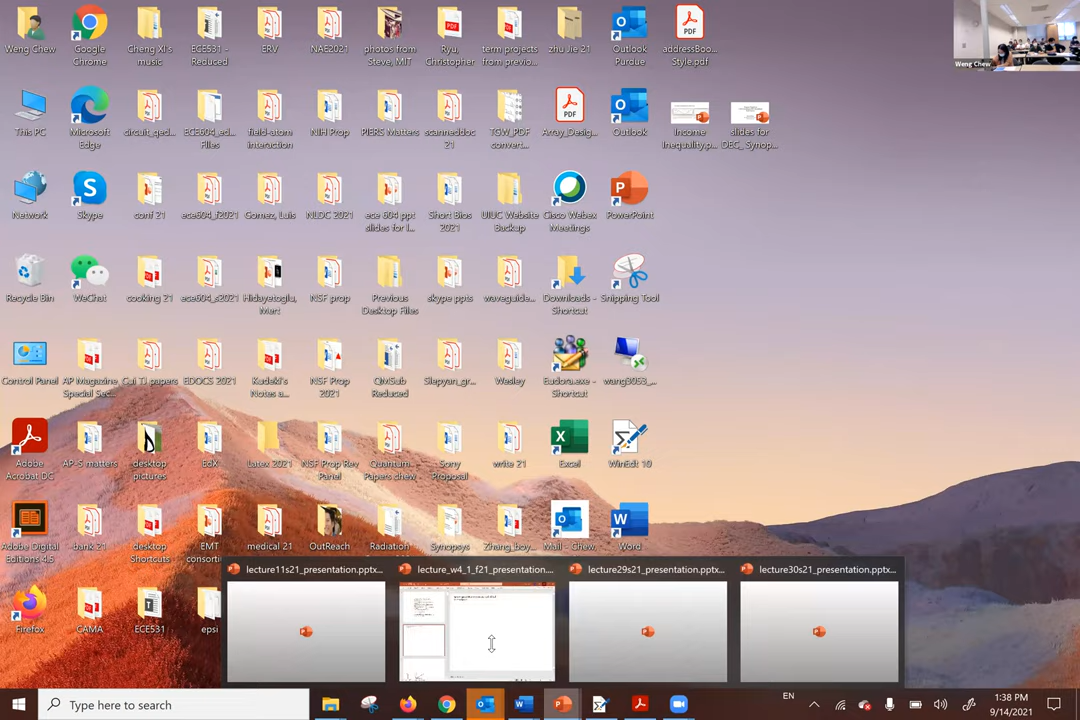 Weng Chew
Google Chrome
Cheng Xi's music
ECE531 - Reduced
ERV
NAE2021
photos from Steve, MIT
Ryu, Christopher
term projects from previo...
zhu Jie 21
Outlook Purdue
addressBoo... Style.pdf
Weng Chew
This PC
Microsoft Edge
circuit_qed...
ECE604_ed... Files
field-atom interaction
NIH Prop
PIERS Matters
scanneddoc 21
TGW_PDF convert...
Array_Desig...
Outlook
Income Inequality.p...
slides for DEC_ Synop...
Network
Skype
conf 21
ece604_f2021
Gomez, Luis
NLDC 2021
ece 604 ppt slides for l...
Short Bios 2021
UIUC Website Backup
Cisco Webex Meetings
PowerPoint
Recycle Bin
WeChat
cooking 21
ece604_s2021
Hidayetoglu, Mert
NSF prop
Previous Desktop Files
skype ppts
waveguide...
Downloads - Shortcut
Snipping Tool
Control Panel
AP Magazine Special Sec...
Cui TJ papers
EDOCS 2021
Kudeki's Notes a...
NSF Prop 2021
QMSub Reduced
Slepyan_gr...
Wesley
Eudora.exe - Shortcut
wang3053_...
Adobe Acrobat DC
AP-S matters
desktop pictures
EdX
Latex 2021
NSF Prop Rev Panel
Quantum Papers chew
Sony Proposal
write 21
Excel
WinEdt 10
Adobe Digital Editions 4.5
bank 21
desktop Shortcuts
EMT consorti
medical 21
OutReach
Radiation
Synopsys
Zhang_boy...
Mail - Chew,
Word
lecture11s21_presentation.pptx...
lecture_w4_1_f21_presentation....
lecture29s21_presentation.pptx...
lecture30s21_presentation.pptx...
Firefox
CAMA
ECE531
epsi
Type here to search
EN
1:38 PM
9/14/2021